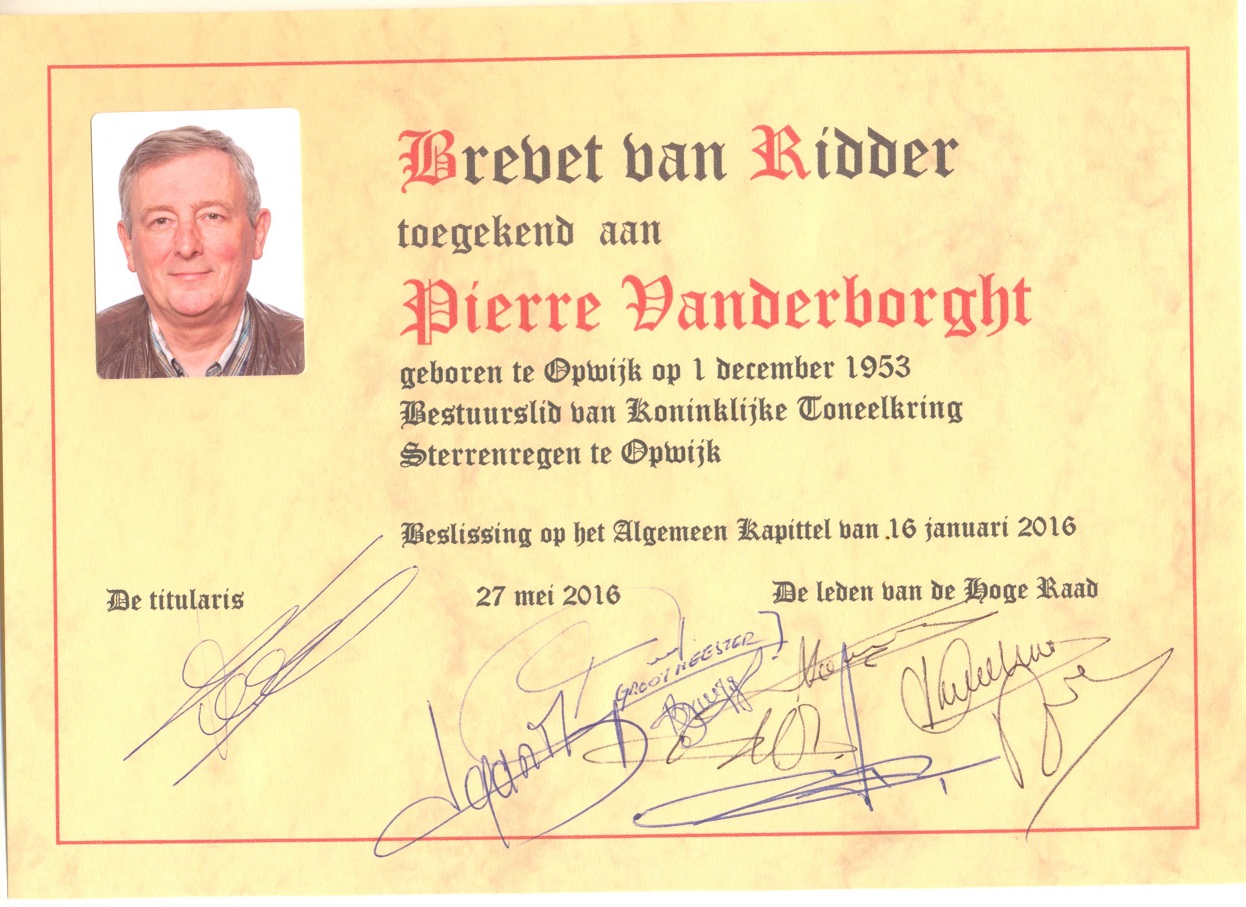 Brevet van Ridder
toegekend aan
Pierre Vanderborght
geboren te Opwijk op 1 december 1953
Bestuurslid van Koninklijke Toneelkring
Sterrenregen te Opwijk
Beslissing op het Algemeen Kapittel van .16 januari 2016
De titularis
27 mei 2016
De leden van de Hoge Raad
GROOTMEESTER